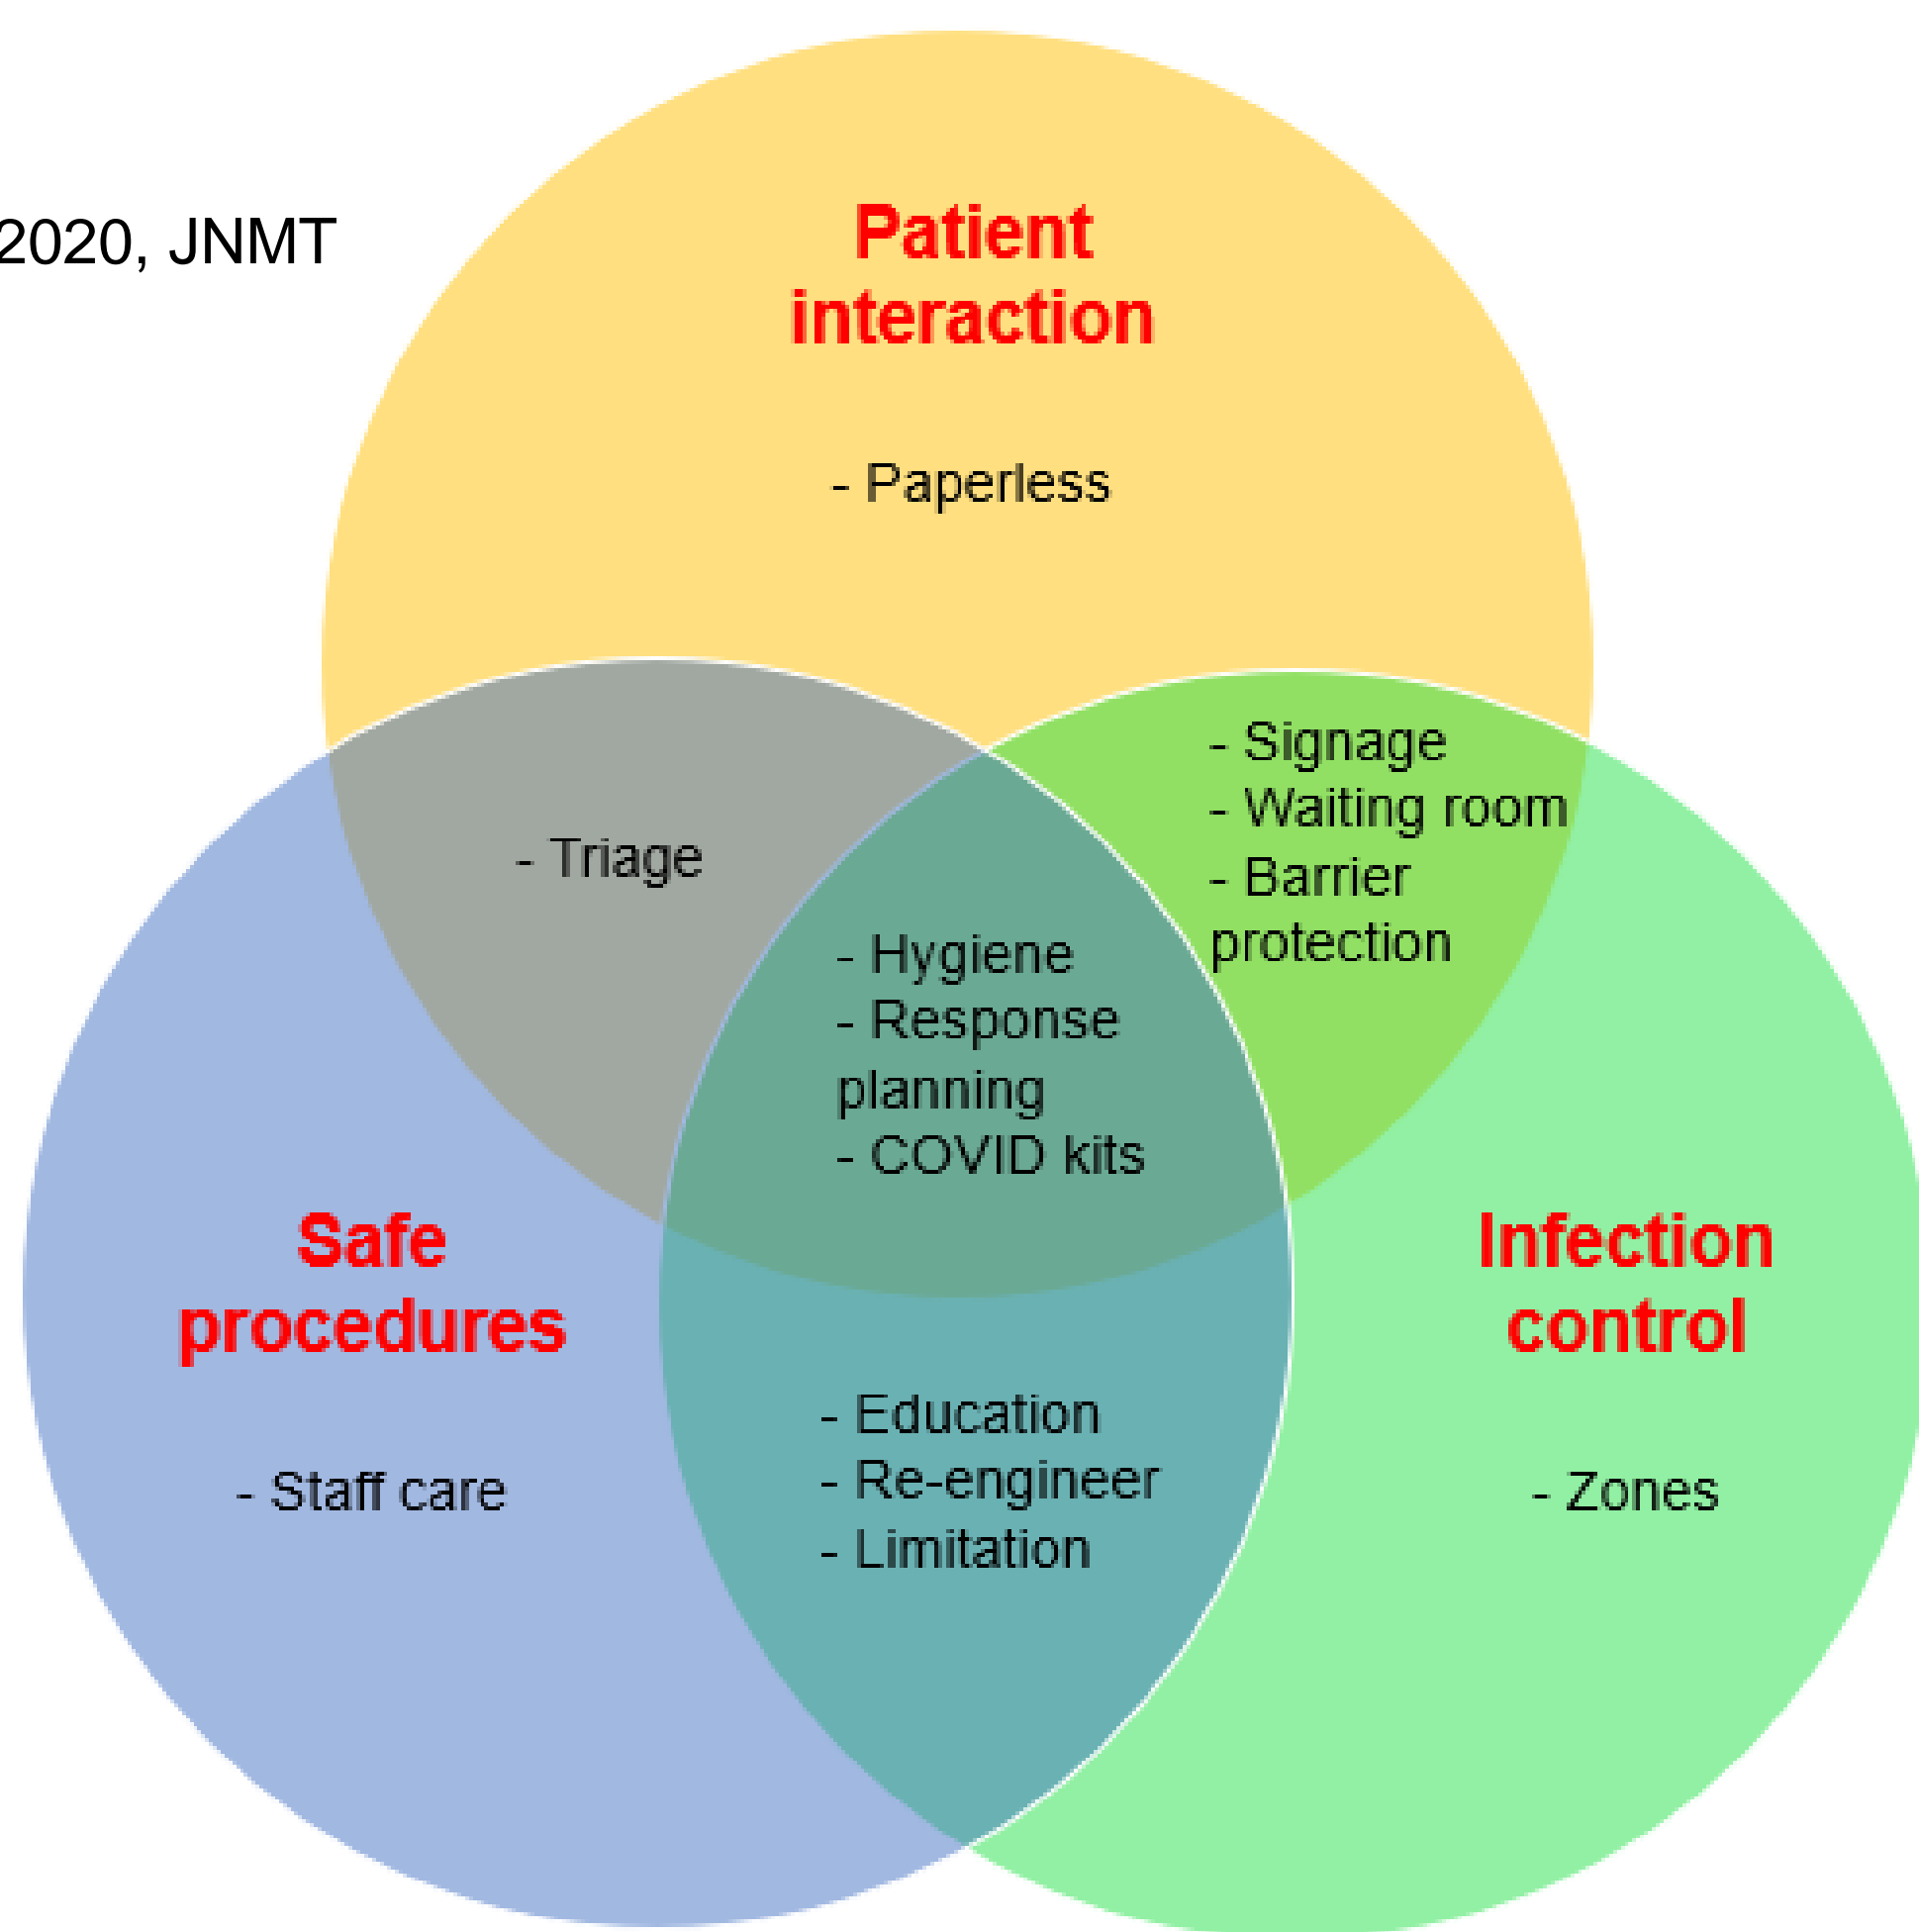 2020, JNMT
Patient
interaction
- Paperless
- Signage
- Waiting room
- Barrier
protection
- Triage
- Hygiene
- Response
planning
- COVID kits
Safe
procedures
- Staff care
Infection
control
- Zones
- Education
- Re-engineer
- Limitation